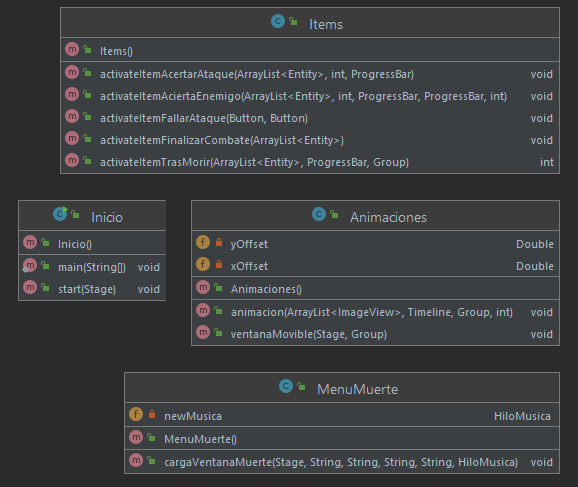 Items
Items()
activateItemAcertarAtaque(ArrayList<Entity>, int, ProgressBar) void
activateItemAciertaEnemigo(ArrayList<Entity>, int, ProgressBar, ProgressBar, int) void
activateItemFallarAtaque(Button, Button) void
activateItemFinalizarCombate(ArrayList<Entity>) void
activateItemTrasMorir(ArrayList<Entity>, ProgressBar, Group) int
Inicio
Inicio()
main(String[]) void
start(Stage) void
Animaciones
yOffset Double
xOffset Double
Animaciones()
animacion(ArrayList<ImageView>, Timeline, Group, int) void
ventanaMovible(Stage, Group) void
MenuMuerte
newMusica HiloMusica
MenuMuerte()
cargaVentanaMuerte(Stage, String, String, String, String, HiloMusica) void